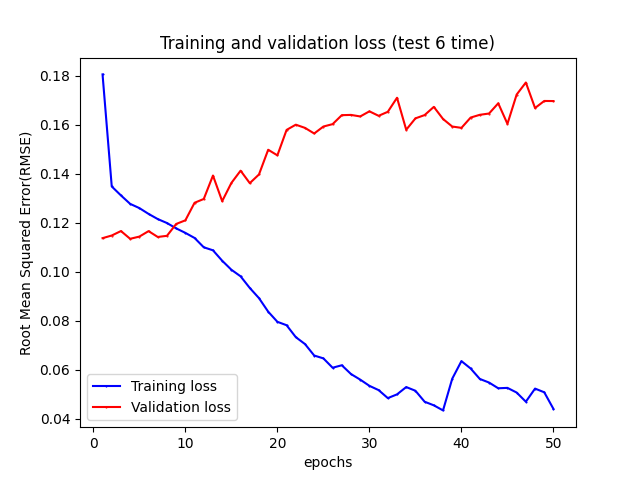 Training and validation loss (test 6 time)
Root Mean Squared Error(RMSE)
0.18
0.16
0.14
0.12
0.10
0.08
0.06
0.04
Training loss
Validation loss
0 10 20 30 40 50
epochs